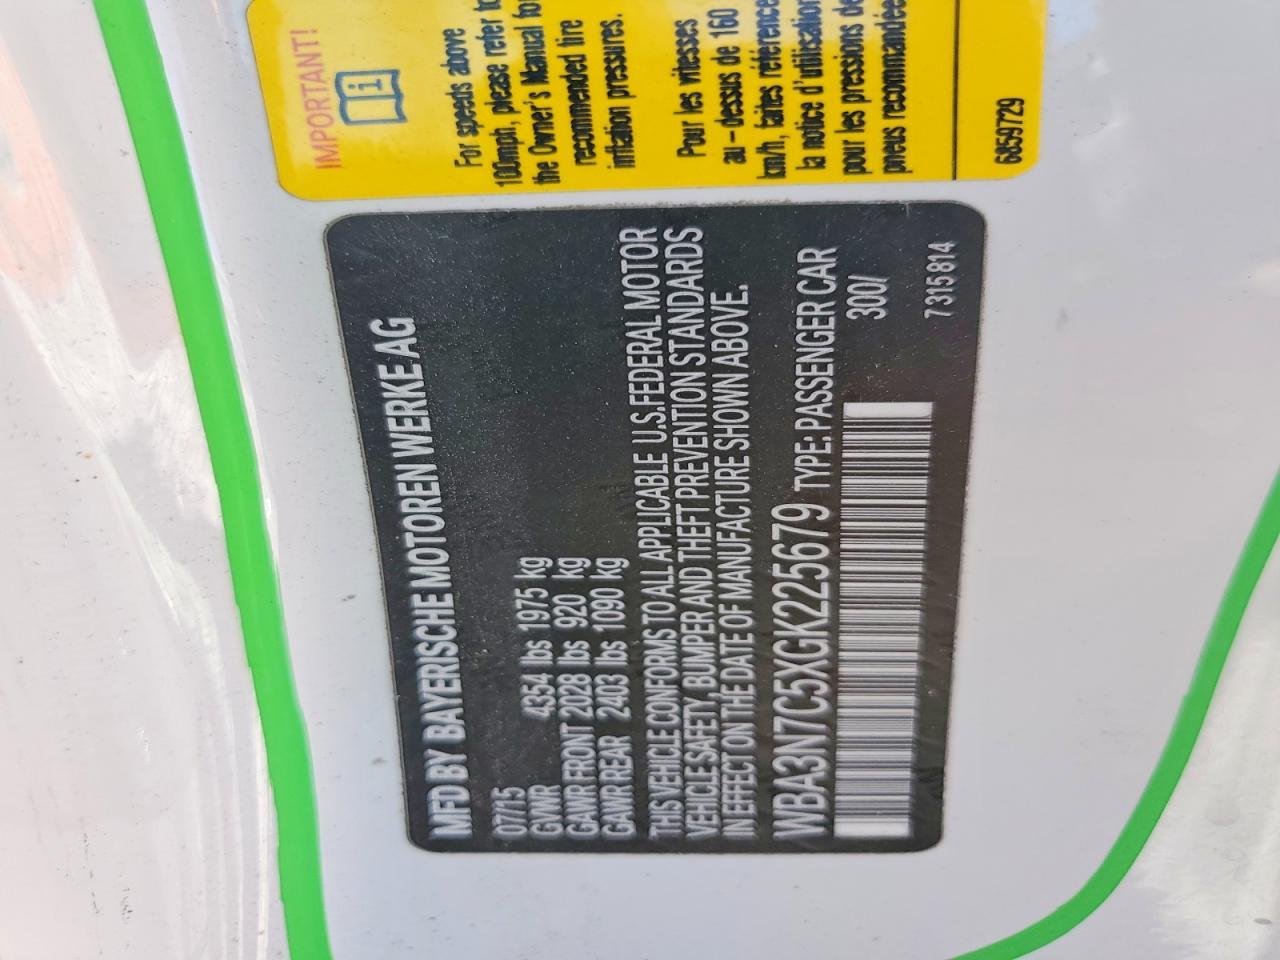 IMPORTANT!
i
For speeds above
100mph, please refer to
the Owner's Manual for
recommended tire
inflation pressures.
Pour les vitesses
au-dessus de 160
km/h, faites référence
la notice d'utilisation
pour les pressions de
pneus recommandées
6859729
MFD BY BAYERISCHE MOTOREN WERKE AG
07/15
GVWR 4354 lbs 1975 kg
GAWR FRONT 2028 lbs 920 kg
GAWR REAR 2403 lbs 1090 kg
THIS VEHICLE CONFORMS TO ALL APPLICABLE U.S. FEDERAL MOTOR
VEHICLE SAFETY, BUMPER AND THEFT PREVENTION STANDARDS
IN EFFECT ON THE DATE OF MANUFACTURE SHOWN ABOVE.
WBA3N7C5XGK225679 TYPE: PASSENGER CAR
300/
7 315 814